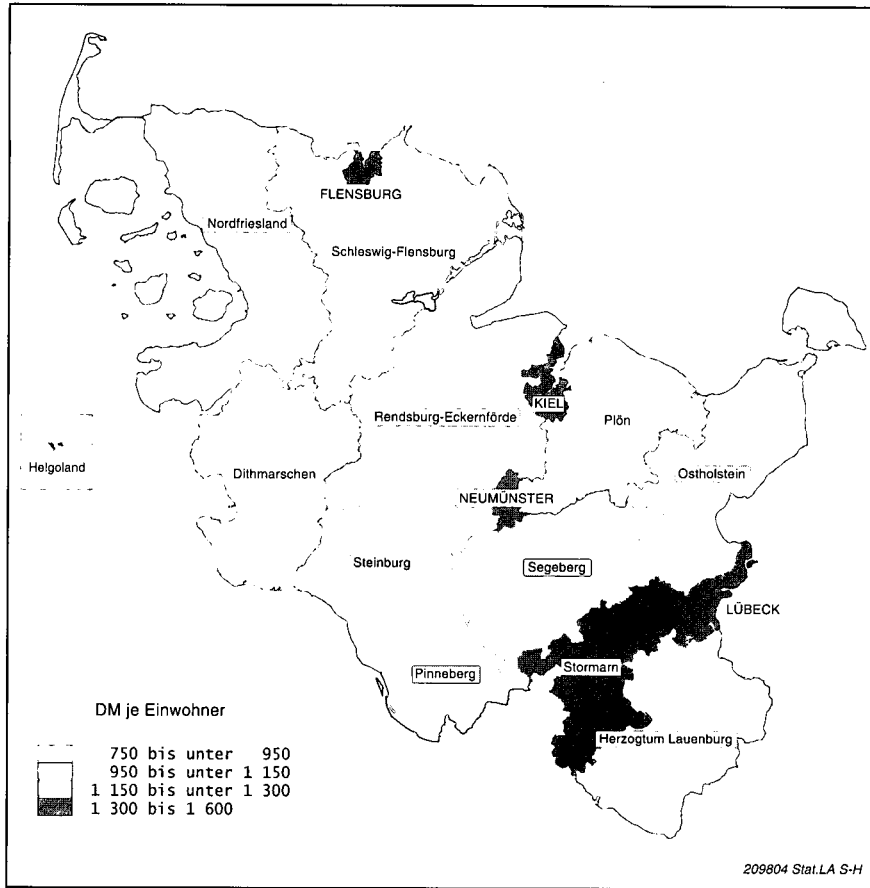 FLENSBURG
Nordfriesland
Schleswig-Flensburg
KIEL
Rendsburg-Eckernförde
Plön
Helgoland
Dithmarschen
Ostholstein
NEUMÜNSTER
Steinburg
Segeberg
LÜBECK
Stormarn
Pinneberg
Herzogtum Lauenburg
DM je Einwohner
750 bis unter 950
950 bis unter 1 150
1 150 bis unter 1 300
1 300 bis 1 600
209804 Stat.LA S-H